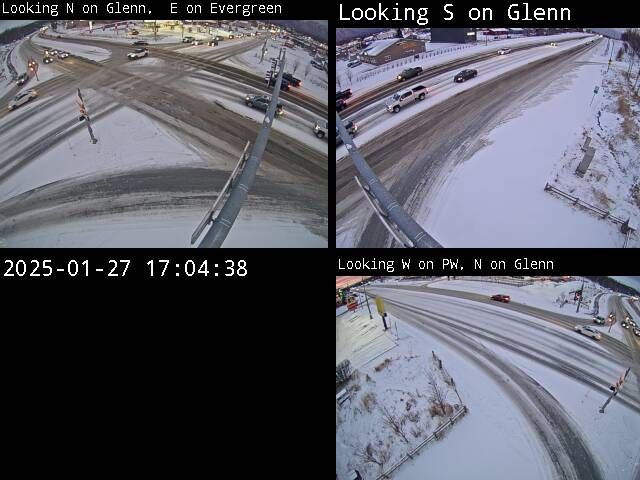 Looking N on Glenn,  E on Evergreen
Looking S on Glenn
2025-01-27 17:04:38
Looking W on PW, N on Glenn